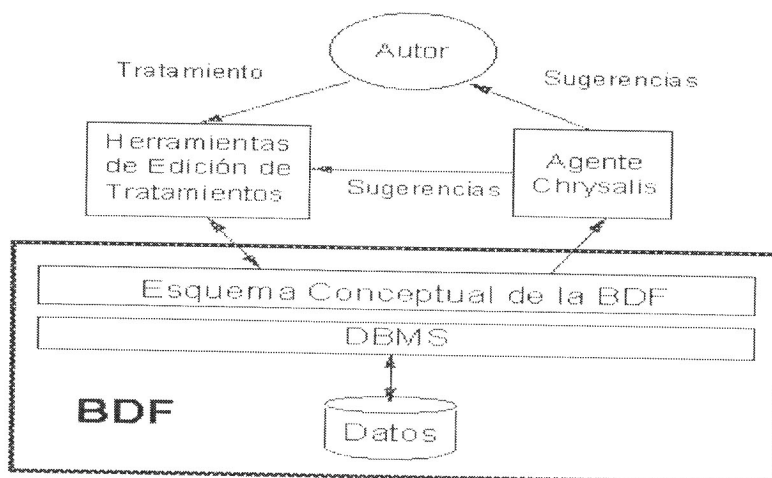 Autor
Tratamiento
Sugerencias
Herramientas
de Edición de
Tratamientos
Agente
Chrysalis
Sugerencias
Esquema Conceptual de la BDF
DBMS
BDF
Datos